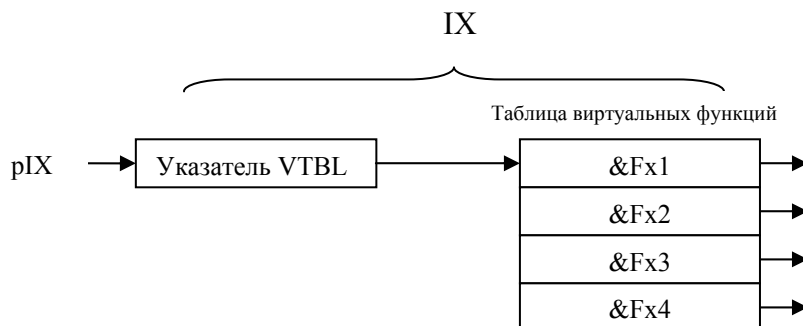 IX
Таблица виртуальных функций
pIX
Указатель VTBL
&Fx1
&Fx2
&Fx3
&Fx4